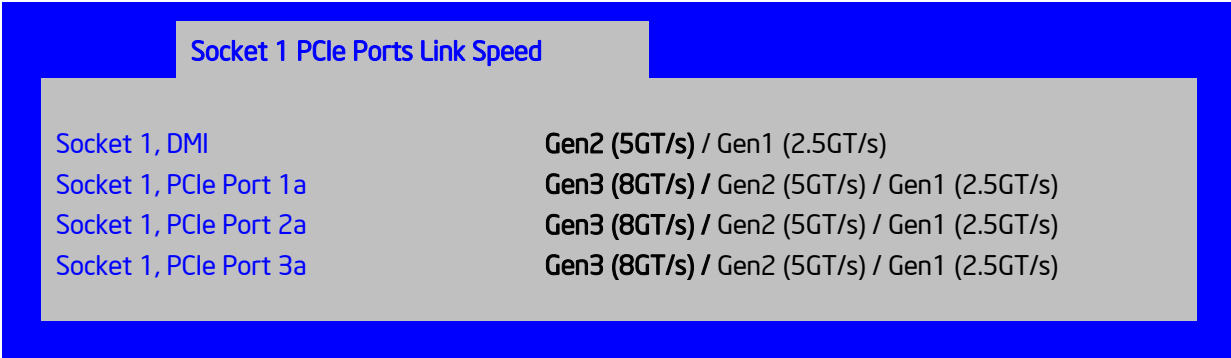 Socket 1 PCIe Ports Link Speed
Socket 1, DMI Gen2 (5GT/s) / Gen1 (2.5GT/s)
Socket 1, PCIe Port 1a Gen3 (8GT/s) / Gen2 (5GT/s) / Gen1 (2.5GT/s)
Socket 1, PCIe Port 2a Gen3 (8GT/s) / Gen2 (5GT/s) / Gen1 (2.5GT/s)
Socket 1, PCIe Port 3a Gen3 (8GT/s) / Gen2 (5GT/s) / Gen1 (2.5GT/s)